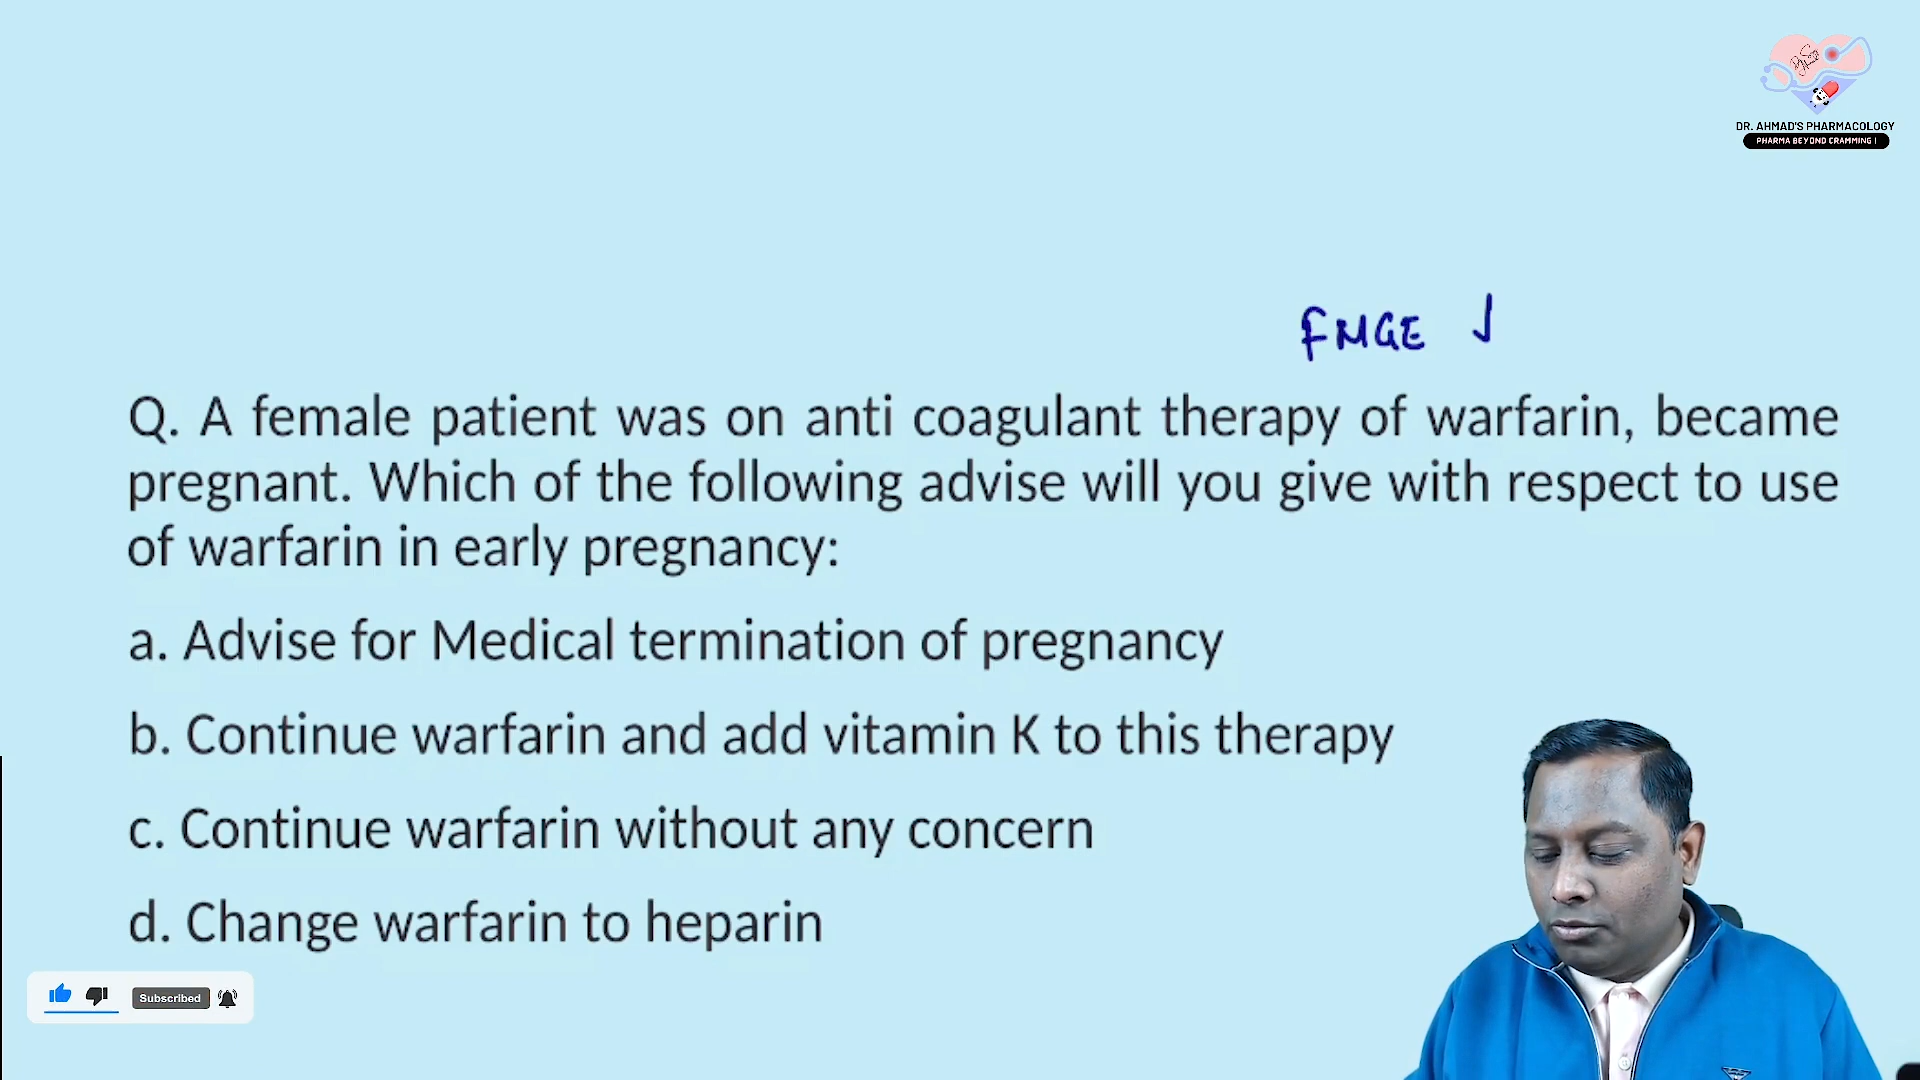 DR. AHMAD'S PHARMACOLOGY
PHARMA BEYOND CRAMMING !
FMGE
Q. A female patient was on anti coagulant therapy of warfarin, became
pregnant. Which of the following advise will you give with respect to use
of warfarin in early pregnancy:
a. Advise for Medical termination of pregnancy
b. Continue warfarin and add vitamin K to this therapy
c. Continue warfarin without any concern
d. Change warfarin to heparin
Subscribed